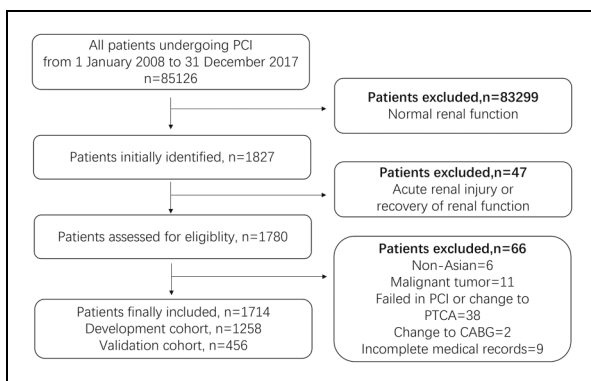 All patients undergoing PCI
from 1 January 2008 to 31 December 2017
n=85126
Patients excluded,n=83299
Normal renal function
Patients initially identified, n=1827
Patients excluded,n=47
Acute renal injury or
recovery of renal function
Patients assessed for eligiblity, n=1780
Patients excluded,n=66
Non-Asian=6
Malignant tumor=11
Failed in PCI or change to
PTCA=38
Change to CABG=2
Incomplete medical records=9
Patients finally included, n=1714
Development cohort, n=1258
Validation cohort, n=456